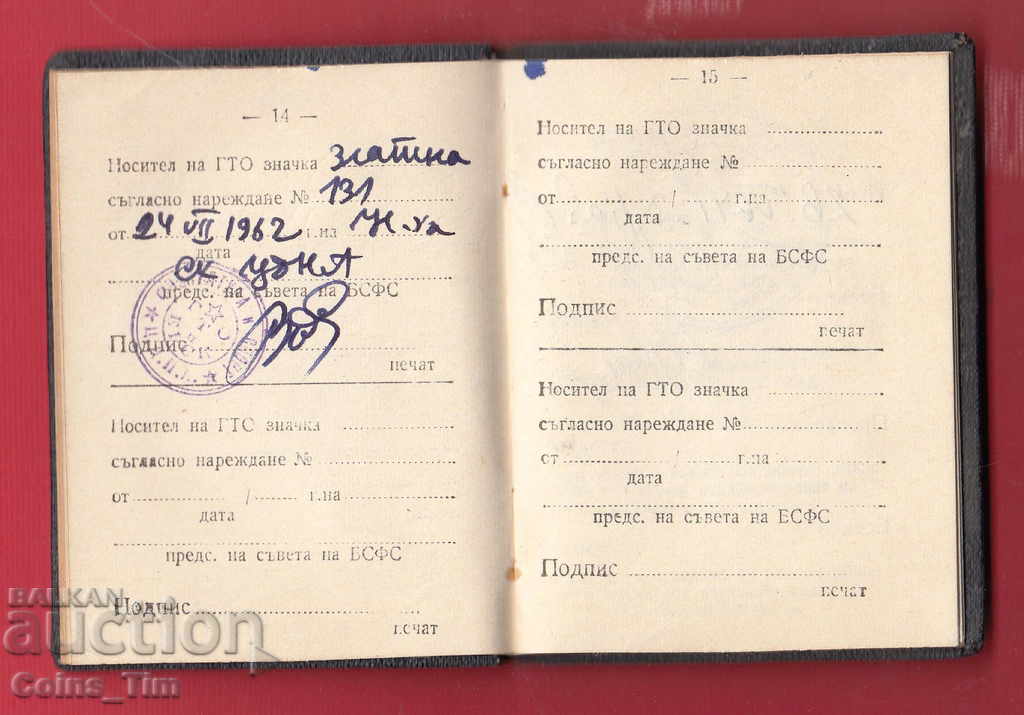 — 14 —
Носител на ГТО значка златна
съгласно нареждане № 131
от 24 VII 1962 г.на
дата
ск ЦДНА
предс. на съвета на БСФС
Подпис
печат
Носител на ГТО значка
съгласно нареждане №
от / г.на
дата
предс. на съвета на БСФС
Подпис
печат
— 15 —
Носител на ГТО значка
съгласно нареждане №
от / г.на
дата
предс. на съвета на БСФС
Подпис
печат
Носител на ГТО значка
съгласно нареждане №
от / г.на
дата
предс. на съвета на БСФС
Подпис
печат
BALKAN
auction
Coins_Tim